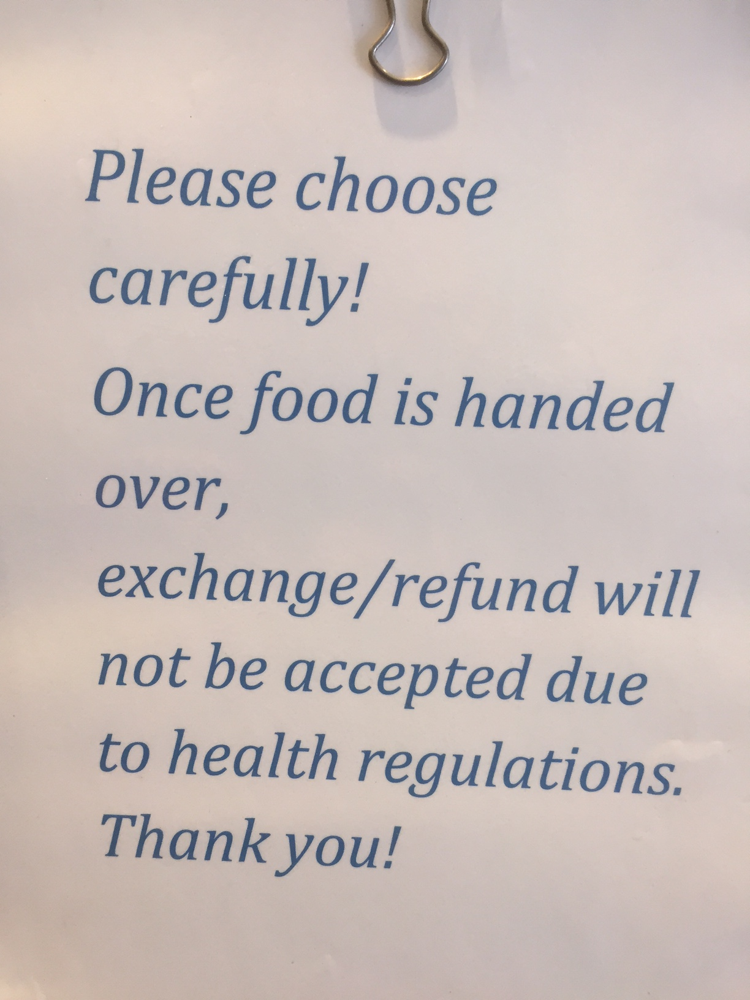 Please choose
carefully!
Once food is handed
over,
exchange/refund will
not be accepted due
to health regulations.
Thank you!